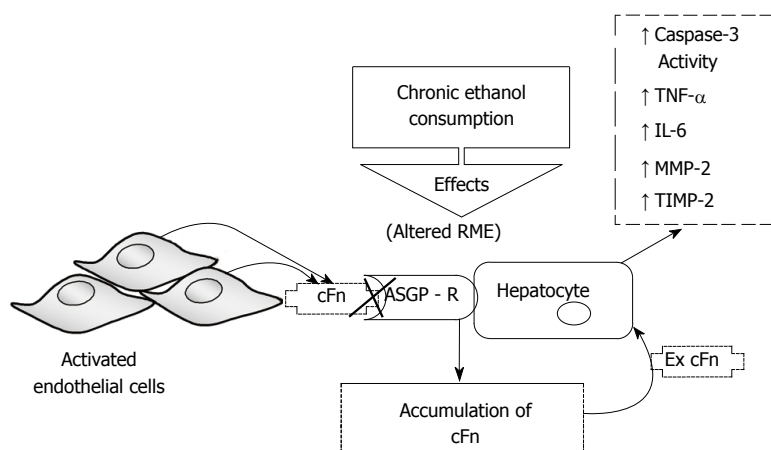 ↑ Caspase-3
Activity
↑ TNF-α
↑ IL-6
↑ MMP-2
↑ TIMP-2
Chronic ethanol
consumption
Effects
(Altered RME)
cFn
ASGP - R
Hepatocyte
Activated
endothelial cells
Ex cFn
Accumulation of
cFn